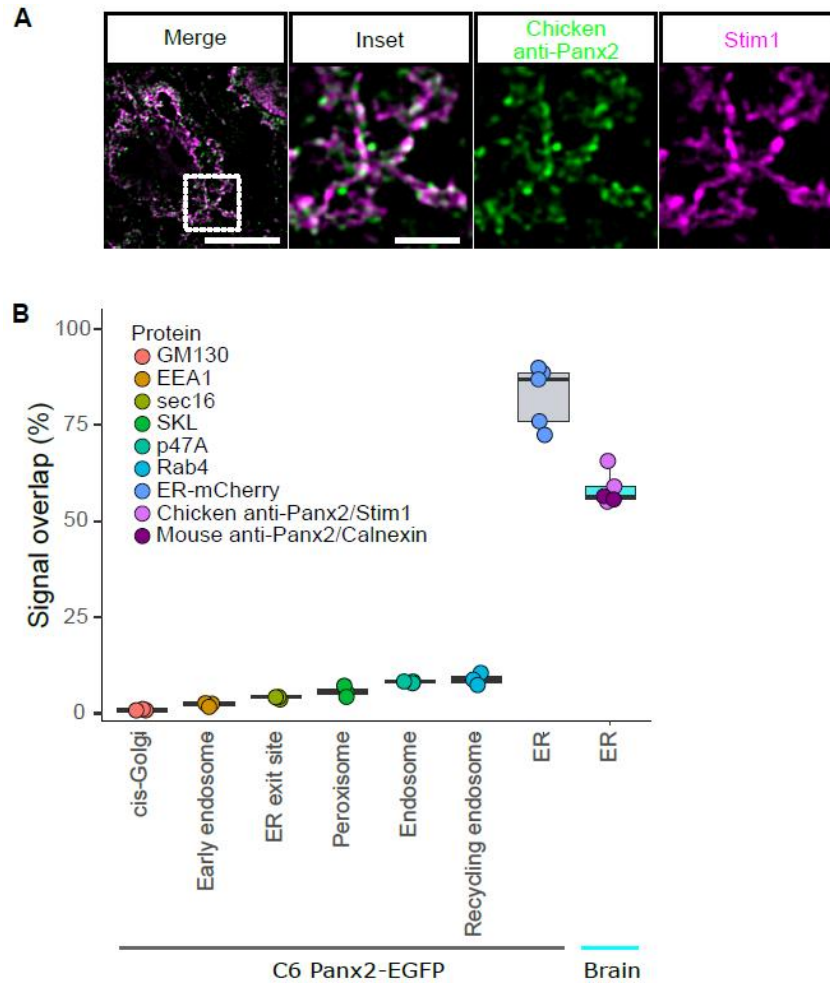 A
Merge
Inset
Chicken
anti-Panx2
Stim1
B
Signal overlap (%)
100
75
50
25
0
Protein
GM130
EEA1
sec16
SKL
p47A
Rab4
ER-mCherry
Chicken anti-Panx2/Stim1
Mouse anti-Panx2/Calnexin
cis-Golgi
Early endosome
ER exit site
Peroxisome
Endosome
Recycling endosome
ER
ER
C6 Panx2-EGFP
Brain